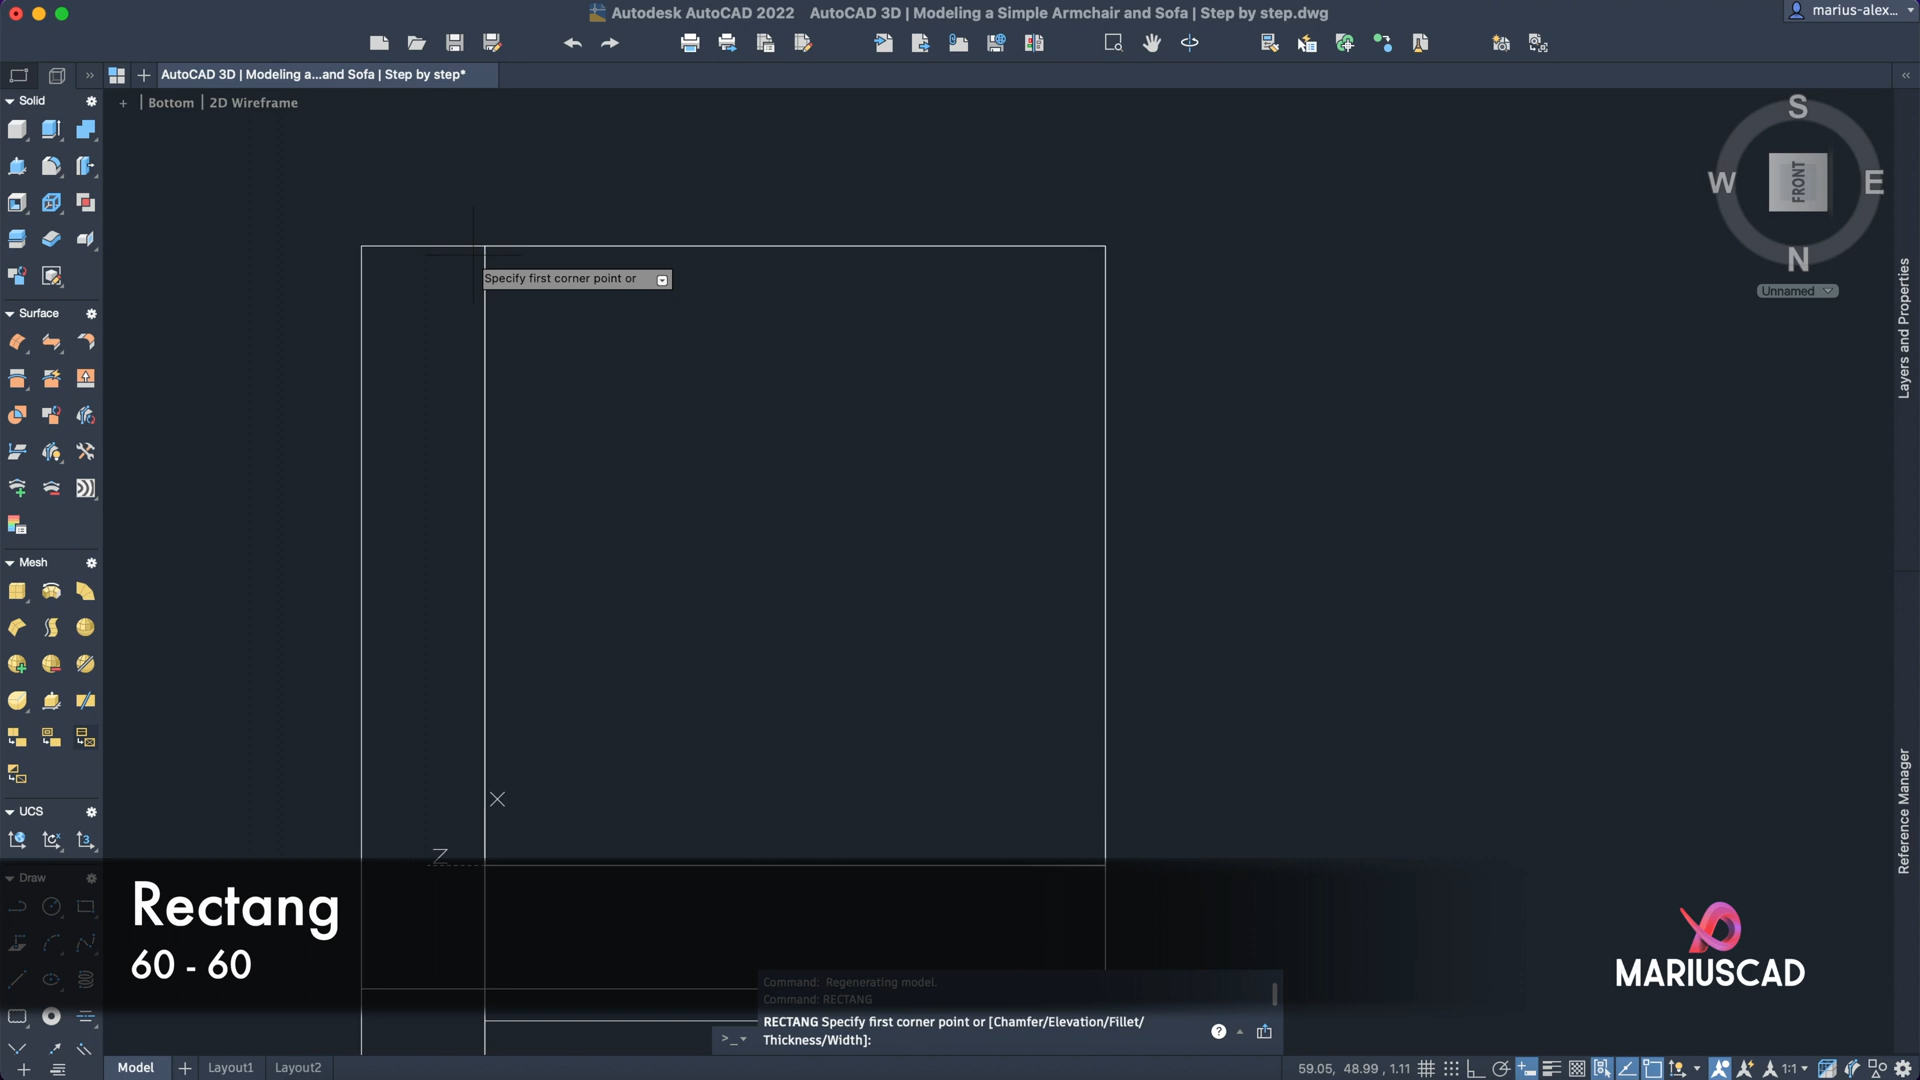 Autodesk AutoCAD 2022 AutoCAD 3D | Modeling a Simple Armchair and Sofa | Step by step.dwg
marius-alex...
AutoCAD 3D | Modeling a...and Sofa | Step by step*
Solid
+ | Bottom | 2D Wireframe
S
W
FRONT
E
N
Unnamed
Specify first corner point or
Surface
Layers and Properties
Mesh
Reference Manager
UCS
X
Z
Draw
Rectang
60 - 60
MARIUSCAD
Command: Regenerating model.
Command: RECTANG
RECTANG Specify first corner point or [Chamfer/Elevation/Fillet/
Thickness/Width]:
Model
Layout1
Layout2
59.05, 48.99 , 1.11
1:1